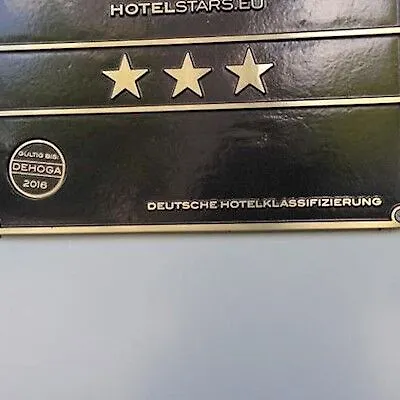 HOTELSTARS.EU
GÜLTIG BIS:
DEHOGA
2016
DEUTSCHE HOTELKLASSIFIZIERUNG